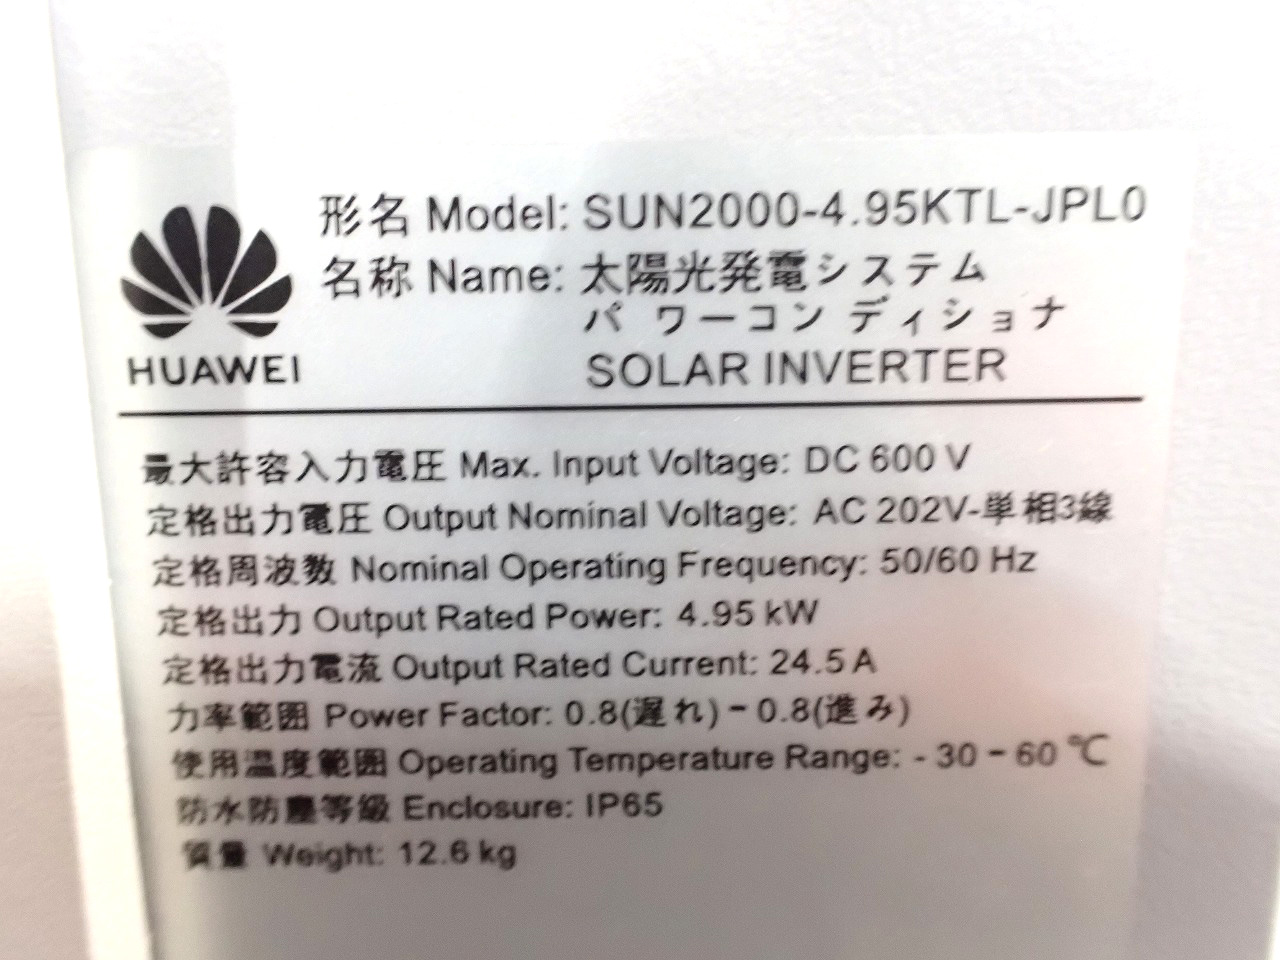 形名 Model: SUN2000-4.95KTL-JPL0
名称 Name: 太陽光発電システム
パワーコンディショナ
SOLAR INVERTER
HUAWEI
最大許容入力電圧 Max. Input Voltage: DC 600 V
定格出力電圧 Output Nominal Voltage: AC 202V-単相3線
定格周波数 Nominal Operating Frequency: 50/60 Hz
定格出力 Output Rated Power: 4.95 kW
定格出力電流 Output Rated Current: 24.5 A
力率範囲 Power Factor: 0.8(遅れ) - 0.8(進み)
使用温度範囲 Operating Temperature Range: - 30 - 60 ℃
防水防塵等級 Enclosure: IP65
質量 Weight: 12.6 kg